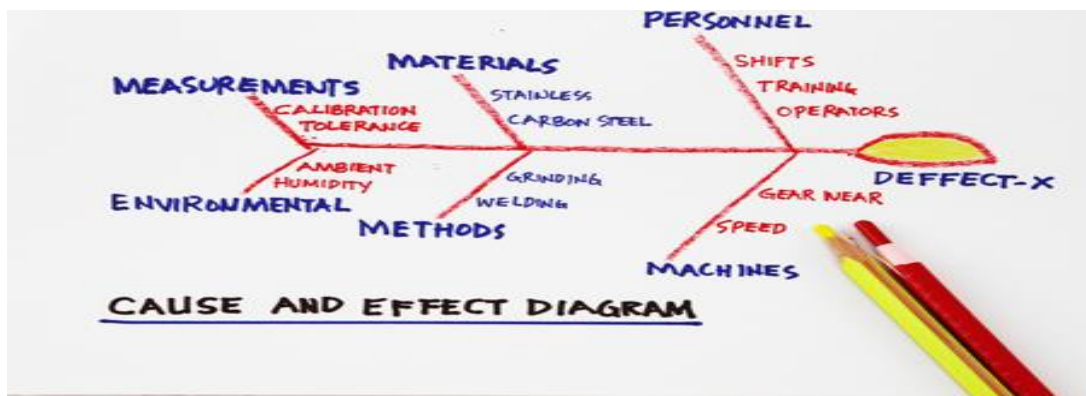 PERSONNEL
SHIFTS
TRAINING
OPERATORS
MATERIALS
STAINLESS
CARBON STEEL
MEASUREMENTS
CALIBRATION
TOLERANCE
AMBIENT
HUMIDITY
ENVIRONMENTAL
GRINDING
WELDING
METHODS
GEAR WEAR
SPEED
MACHINES
DEFFECT-X
CAUSE AND EFFECT DIAGRAM